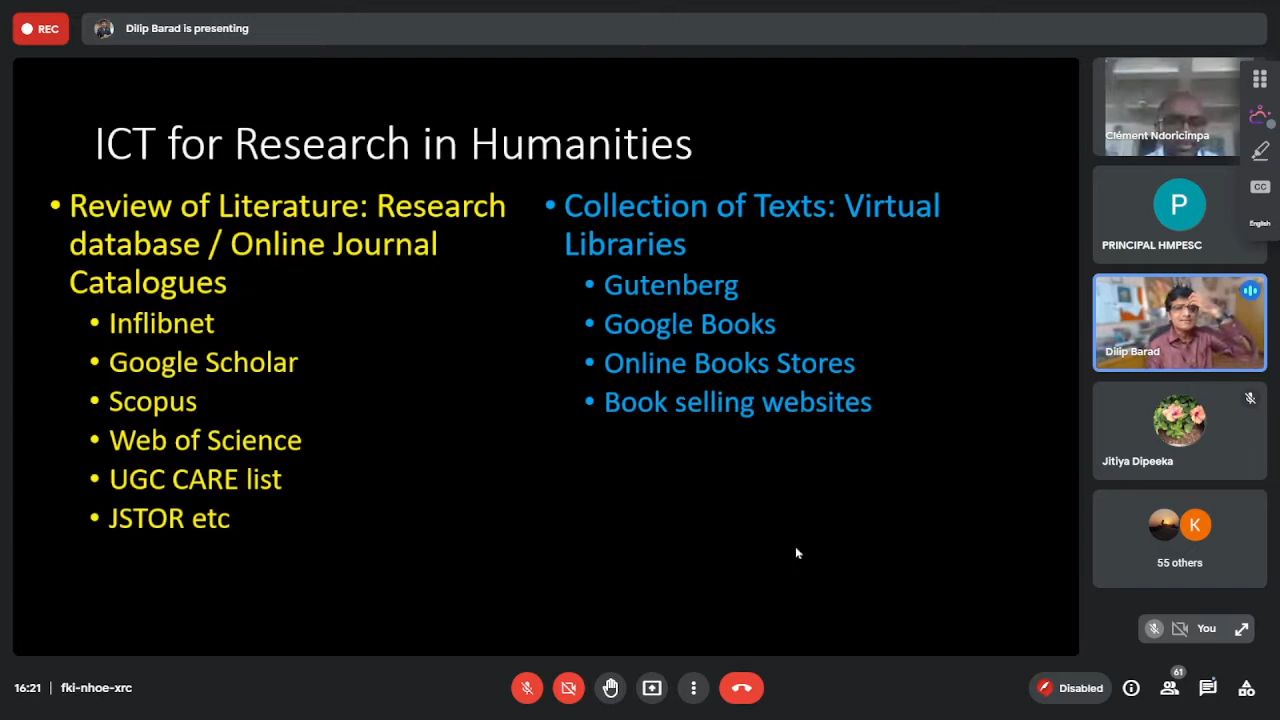 REC
Dilip Barad is presenting
ICT for Research in Humanities
• Review of Literature: Research
database / Online Journal
Catalogues
• Inflibnet
• Google Scholar
• Scopus
• Web of Science
• UGC CARE list
• JSTOR etc
• Collection of Texts: Virtual
Libraries
• Gutenberg
• Google Books
• Online Books Stores
• Book selling websites
Clément Ndoricimpa
CC
English
P
PRINCIPAL HMPESC
Dilip Barad
Jitiya Dipeeka
K
55 others
You
16:21 | fki-nhoe-xrc
Disabled
61